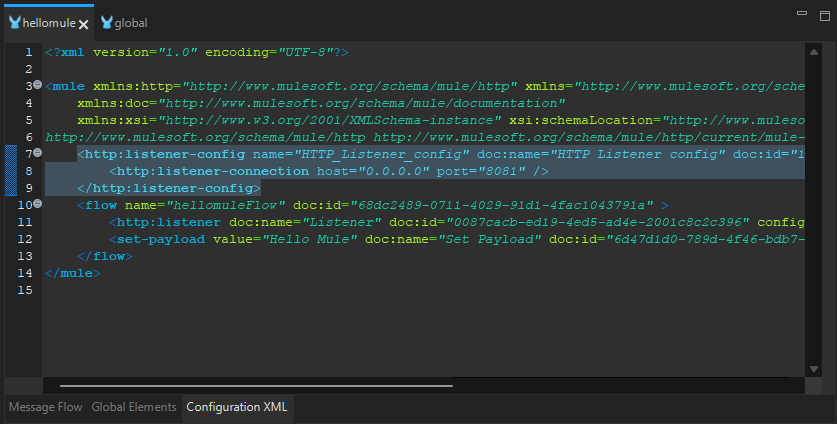 hellomule
global
1 <?xml version="1.0" encoding="UTF-8"?>
2
3 <mule xmlns:http="http://www.mulesoft.org/schema/mule/http" xmlns="http://www.mulesoft.org/sche
4 xmlns:doc="http://www.mulesoft.org/schema/mule/documentation"
5 xmlns:xsi="http://www.w3.org/2001/XMLSchema-instance" xsi:schemaLocation="http://www.muleso
6 http://www.mulesoft.org/schema/mule/http http://www.mulesoft.org/schema/mule/http/current/mule-
7 <http:listener-config name="HTTP_Listener_config" doc:name="HTTP Listener config" doc:id="1
8 <http:listener-connection host="0.0.0.0" port="8081" />
9 </http:listener-config>
10 <flow name="hellomuleFlow" doc:id="68dc2489-0711-4029-91d1-4fac1043791a" >
11 <http:listener doc:name="Listener" doc:id="0087cacb-ed19-4ed5-ad4e-2001c8c2c396" config
12 <set-payload value="Hello Mule" doc:name="Set Payload" doc:id="6d47d1d0-789d-4f46-bdb7-
13 </flow>
14 </mule>
15
Message Flow Global Elements Configuration XML